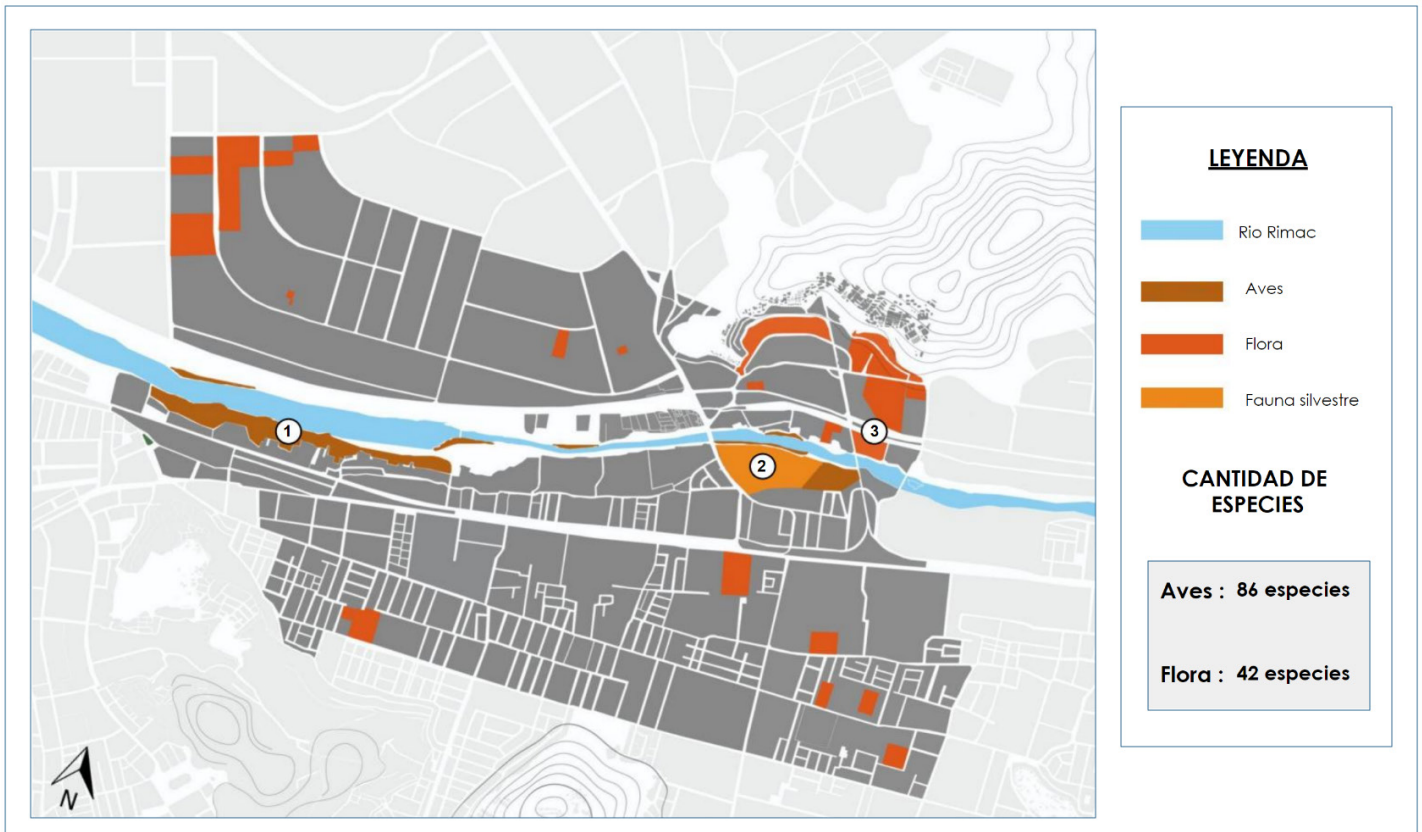 LEYENDA
Rio Rimac
Aves
Flora
Fauna silvestre
CANTIDAD DE
ESPECIES
Aves : 86 especies
Flora : 42 especies
1
2
3
N